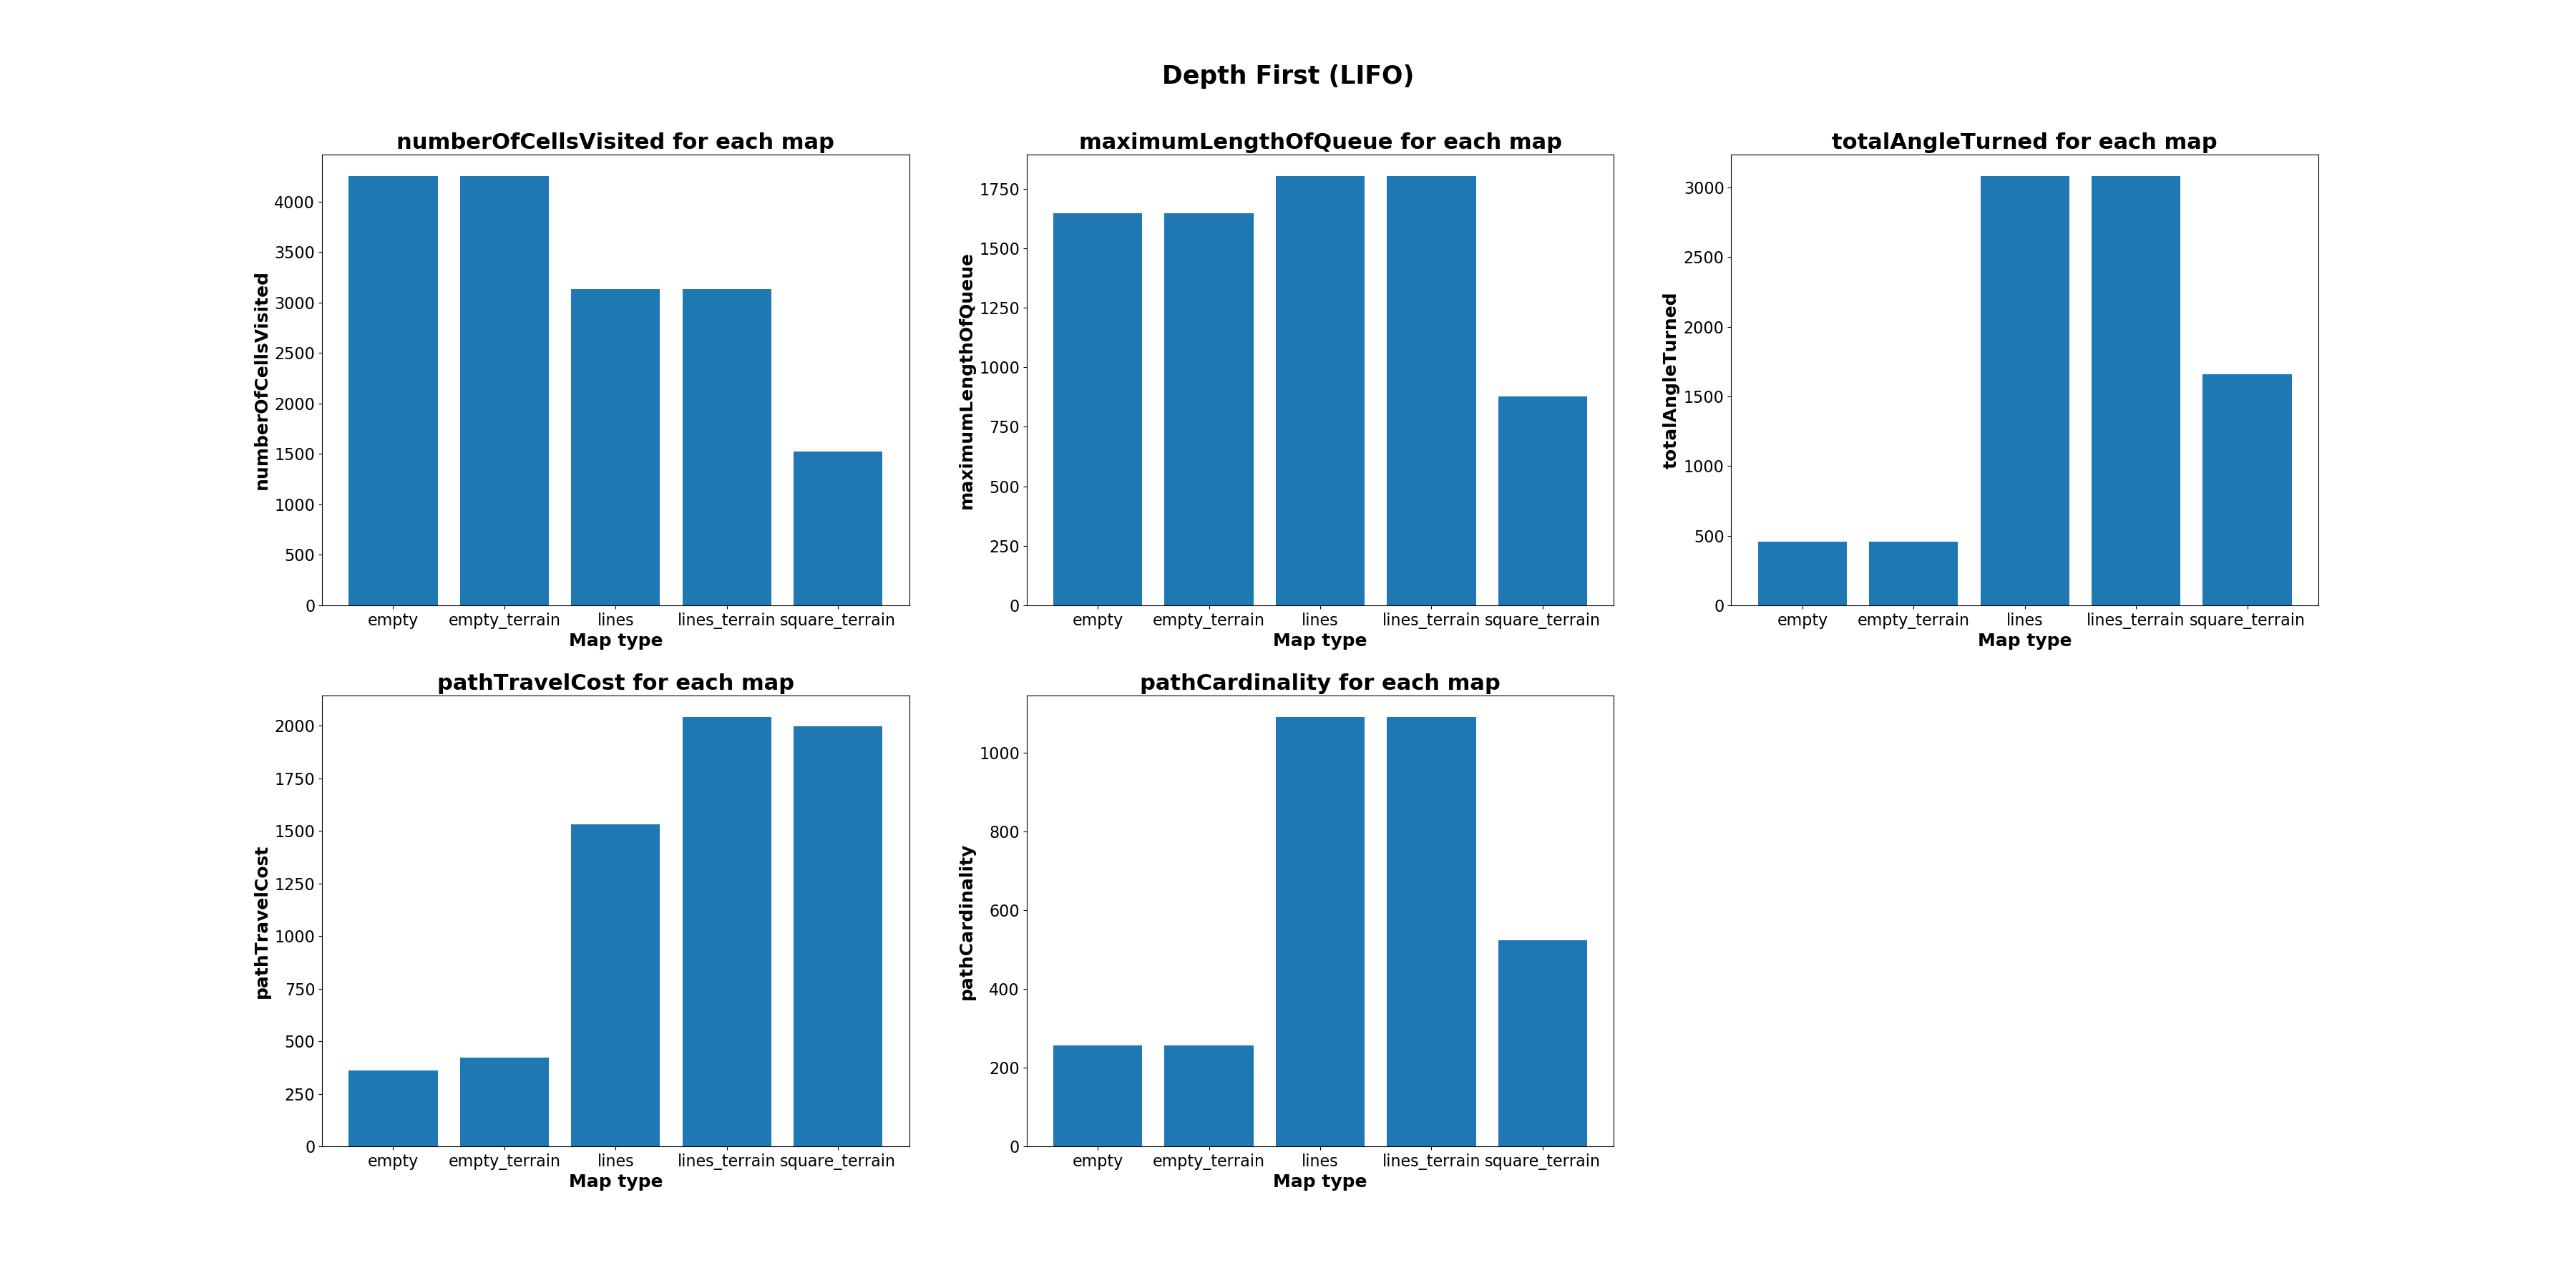 Depth First (LIFO)
numberOfCellsVisited for each map
numberOfCellsVisited
4000
3500
3000
2500
2000
1500
1000
500
0
empty empty_terrain lines lines_terrain square_terrain
Map type
maximumLengthOfQueue for each map
maximumLengthOfQueue
1750
1500
1250
1000
750
500
250
0
empty empty_terrain lines lines_terrain square_terrain
Map type
totalAngleTurned for each map
totalAngleTurned
3000
2500
2000
1500
1000
500
0
empty empty_terrain lines lines_terrain square_terrain
Map type
pathTravelCost for each map
pathTravelCost
2000
1750
1500
1250
1000
750
500
250
0
empty empty_terrain lines lines_terrain square_terrain
Map type
pathCardinality for each map
pathCardinality
1000
800
600
400
200
0
empty empty_terrain lines lines_terrain square_terrain
Map type